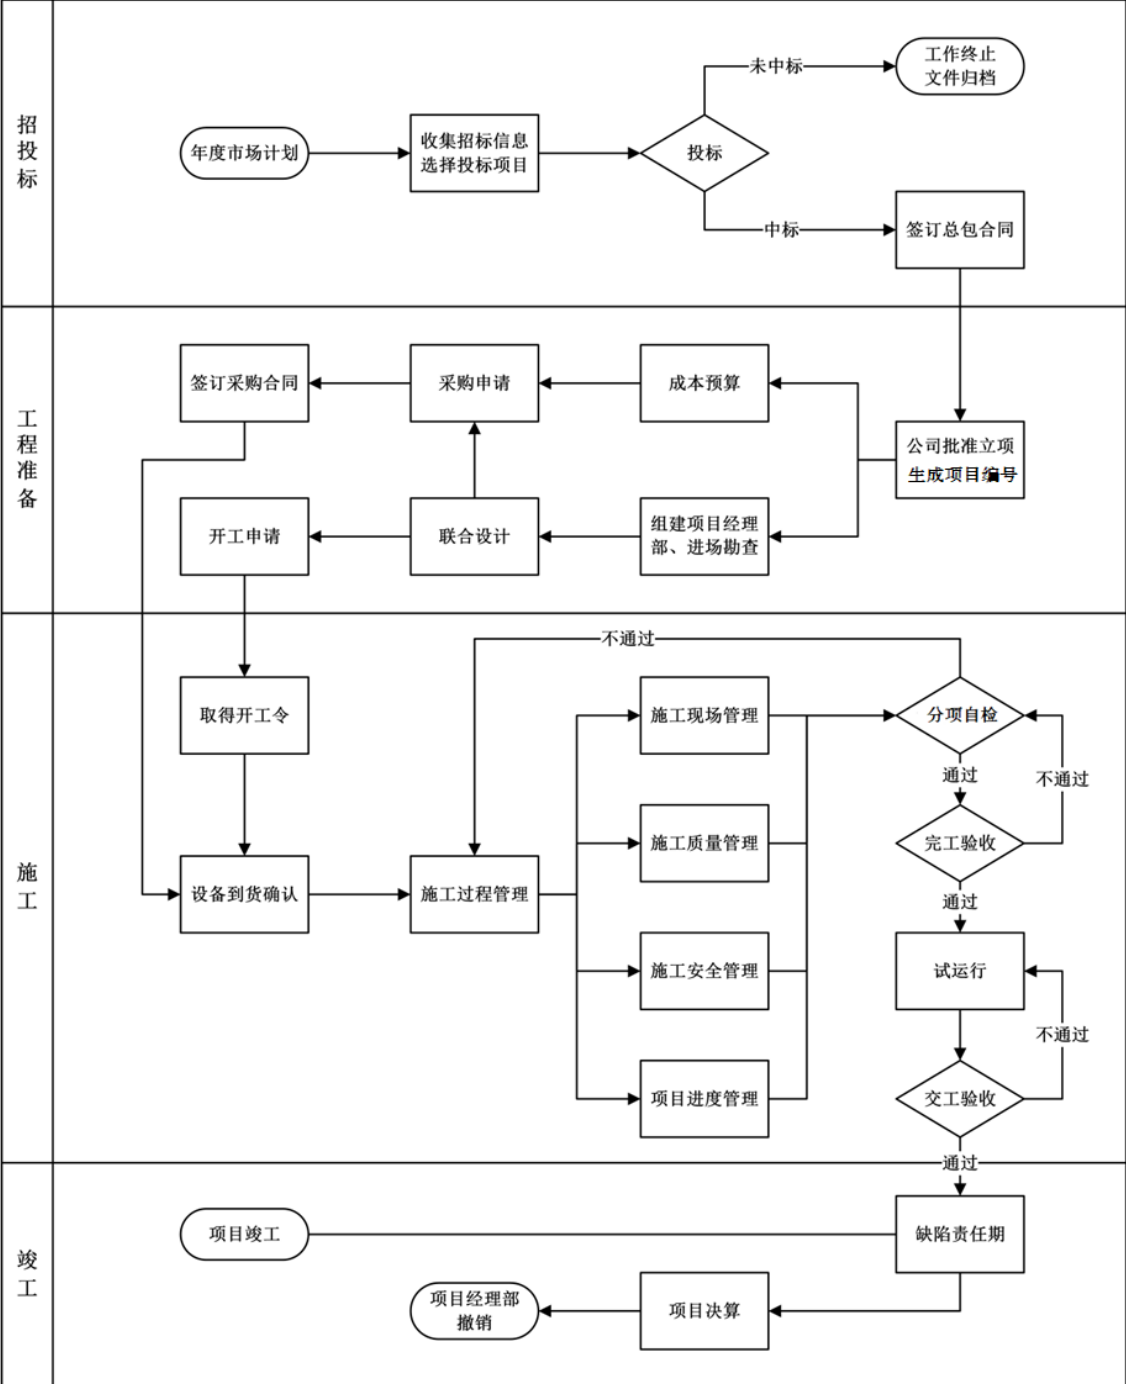 招
投
标
未中标
工作终止
文件归档
年度市场计划
收集招标信息
选择投标项目
投标
中标
签订总包合同
工
程
准
备
签订采购合同
采购申请
成本预算
公司批准立项
生成项目编号
开工申请
联合设计
组建项目经理
部、进场勘查
施
工
不通过
取得开工令
施工现场管理
分项自检
通过
不通过
施工质量管理
完工验收
设备到货确认
施工过程管理
通过
施工安全管理
试运行
不通过
项目进度管理
交工验收
通过
竣
工
项目竣工
缺陷责任期
项目经理部
撤销
项目决算